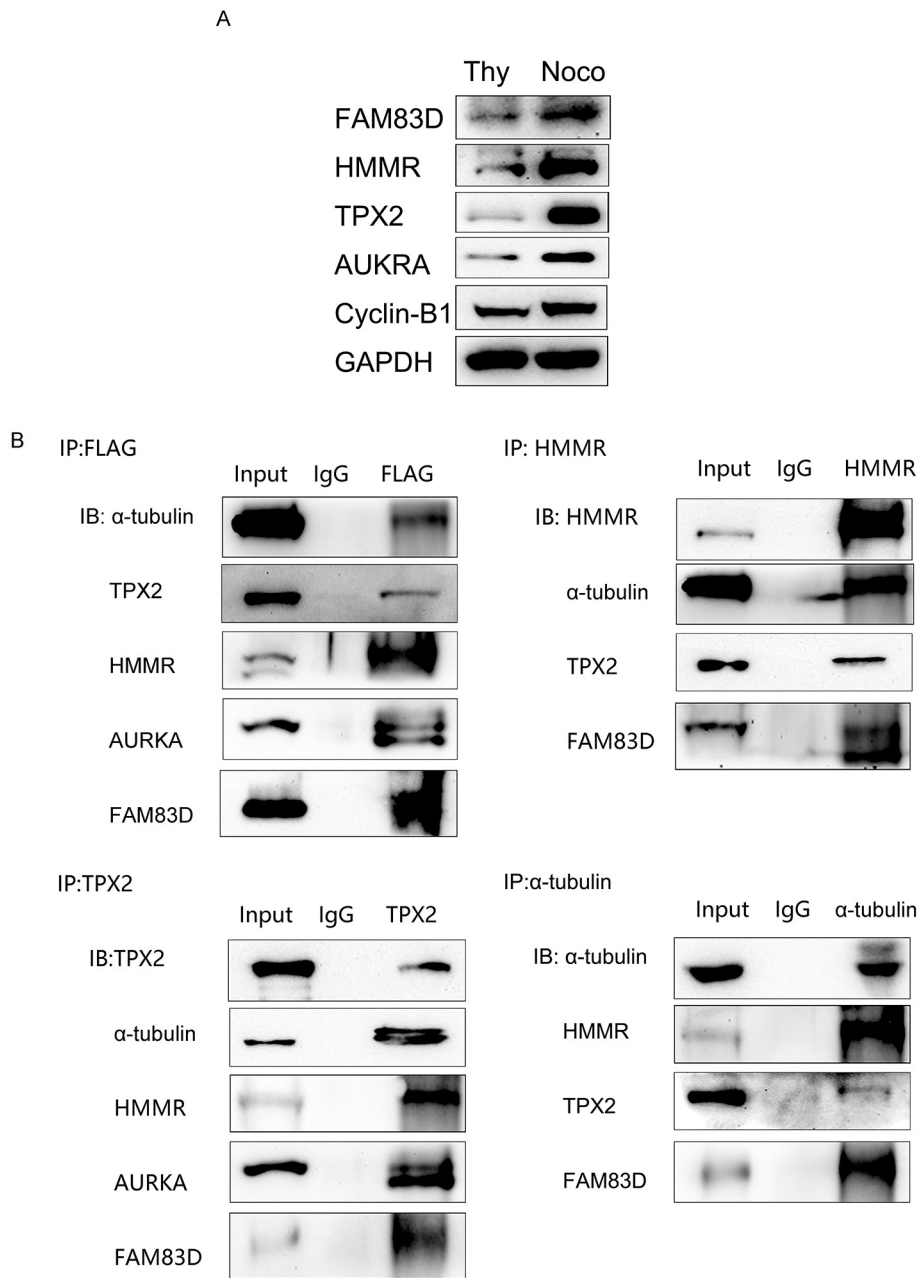 A
Thy Noco
FAM83D
HMMR
TPX2
AUKRA
Cyclin-B1
GAPDH
B
IP:FLAG
Input IgG FLAG
IB: α-tubulin
TPX2
HMMR
AURKA
FAM83D
IP: HMMR
Input IgG HMMR
IB: HMMR
α-tubulin
TPX2
FAM83D
IP:TPX2
Input IgG TPX2
IB:TPX2
α-tubulin
HMMR
AURKA
FAM83D
IP:α-tubulin
Input IgG α-tubulin
IB: α-tubulin
HMMR
TPX2
FAM83D